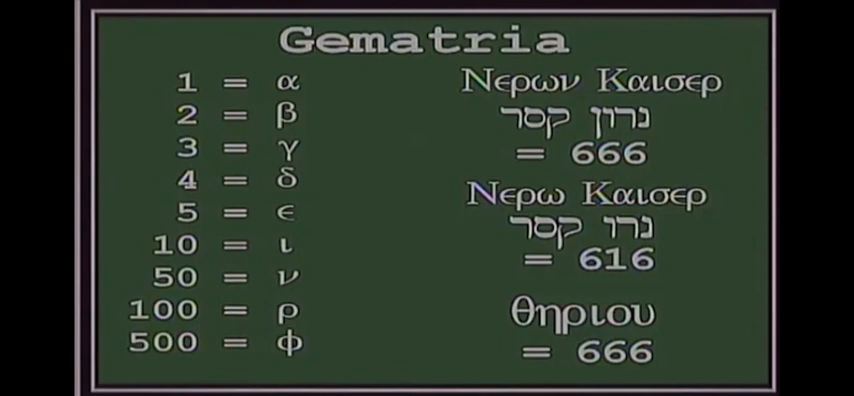 Gematria
1 = α
2 = β
3 = γ
4 = δ
5 = ϵ
10 = ι
50 = ν
100 = ρ
500 = ϕ
Νερων Καισερ
נרון קסר
= 666
Νερω Καισερ
נרו קסר
= 616
θηριου
= 666